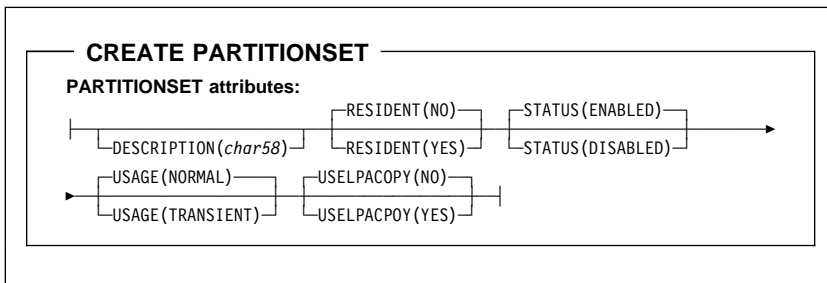 CREATE PARTITIONSET
PARTITIONSET attributes:
RESIDENT(NO) STATUS(ENABLED)
DESCRIPTION(char58) RESIDENT(YES) STATUS(DISABLED)
USAGE(NORMAL) USELPACOPY(NO)
USAGE(TRANSIENT) USELPACPOY(YES)